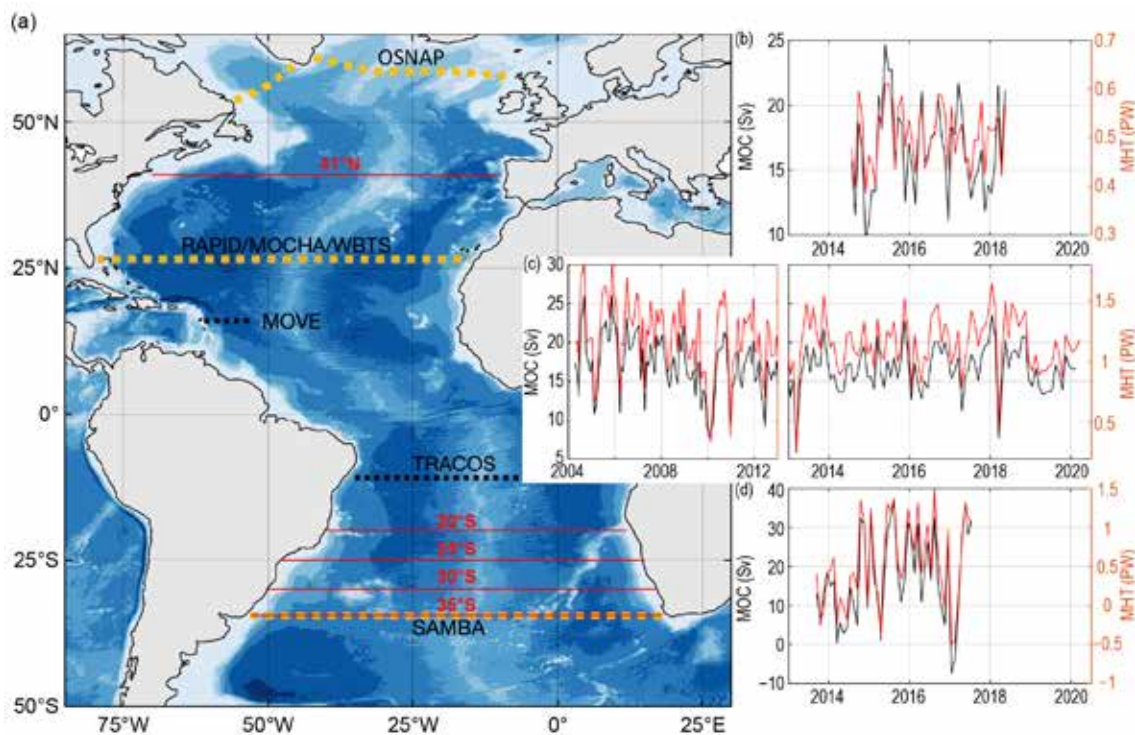 (a)
OSNAP
50°N
41°N
RAPID/MOCHA/WBTS
25°N
MOVE
0°S
TRACOS
20°S
25°S
25°S
30°S
35°S
SAMBA
50°S
75°W
50°W
25°W
0°W
25°E
(b)
25
20
15
10
MOC (Sv)
0.7
0.6
0.5
0.4
0.3
MHT (PW)
2014
2016
2018
2020
(c)
30
25
20
15
10
5
MOC (Sv)
2004
2008
2012
MOC (Sv)
1.5
1
0.5
MHT (PW)
2014
2016
2018
2020
(d)
40
30
20
10
0
−10
MOC (Sv)
1.5
1
0.5
0
−0.5
−1
MHT (PW)
2014
2016
2018
2020